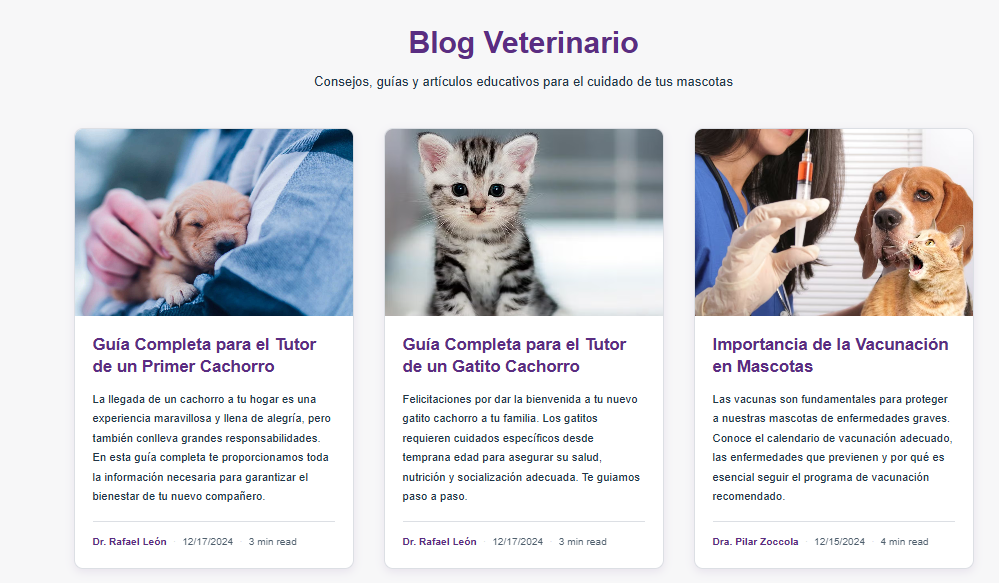 Blog Veterinario
Consejos, guías y artículos educativos para el cuidado de tus mascotas
Guía Completa para el Tutor
de un Primer Cachorro
La llegada de un cachorro a tu hogar es una
experiencia maravillosa y llena de alegría, pero
también conlleva grandes responsabilidades.
En esta guía completa te proporcionamos toda
la información necesaria para garantizar el
bienestar de tu nuevo compañero.
Dr. Rafael León · 12/17/2024 · 3 min read
Guía Completa para el Tutor
de un Gatito Cachorro
Felicitaciones por dar la bienvenida a tu nuevo
gatito cachorro a tu familia. Los gatitos
requieren cuidados específicos desde
temprana edad para asegurar su salud,
nutrición y socialización adecuada. Te guiamos
paso a paso.
Dr. Rafael León · 12/17/2024 · 3 min read
Importancia de la Vacunación
en Mascotas
Las vacunas son fundamentales para proteger
a nuestras mascotas de enfermedades graves.
Conoce el calendario de vacunación adecuado,
las enfermedades que previenen y por qué es
esencial seguir el programa de vacunación
recomendado.
Dra. Pilar Zoccola · 12/15/2024 · 4 min read